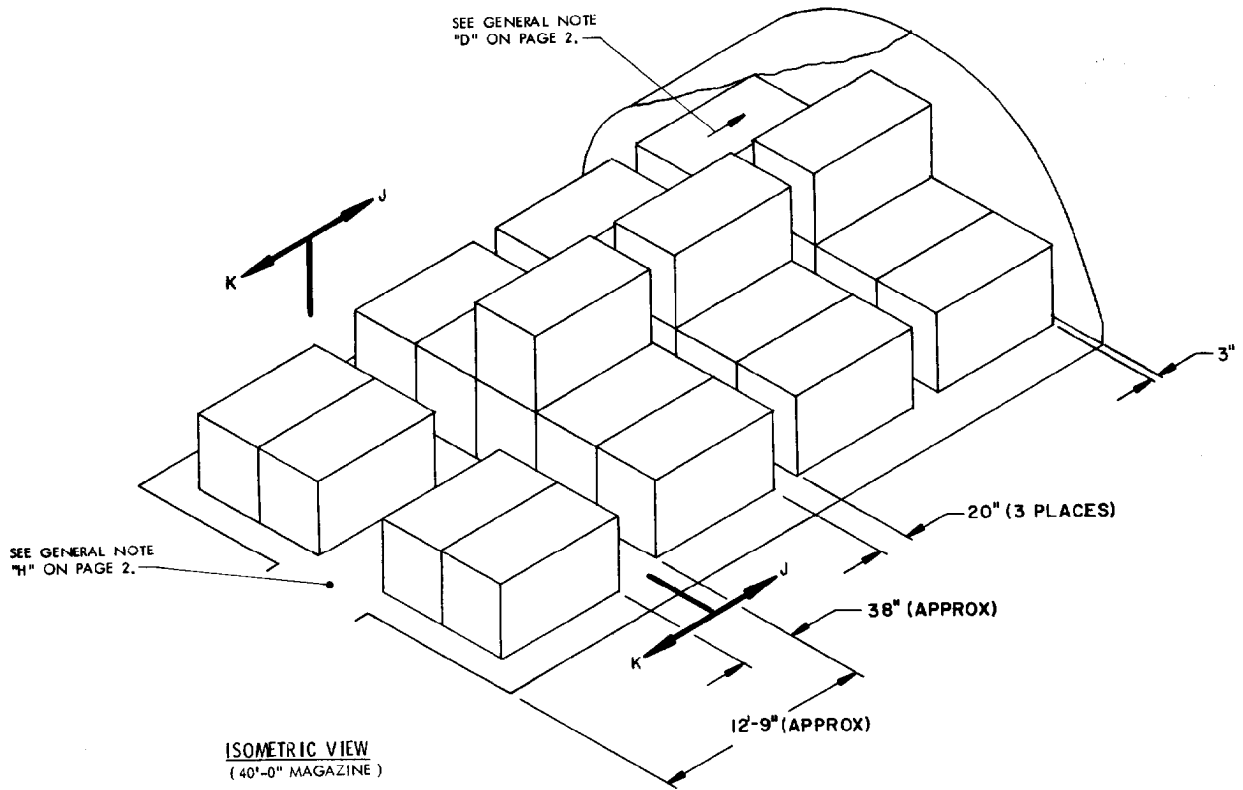 SEE GENERAL NOTE
"D" ON PAGE 2.
J
K
3"
20" (3 PLACES)
SEE GENERAL NOTE
"H" ON PAGE 2.
J
38" (APPROX)
K
12'-9" (APPROX)
ISOMETRIC VIEW
( 40'-0" MAGAZINE )